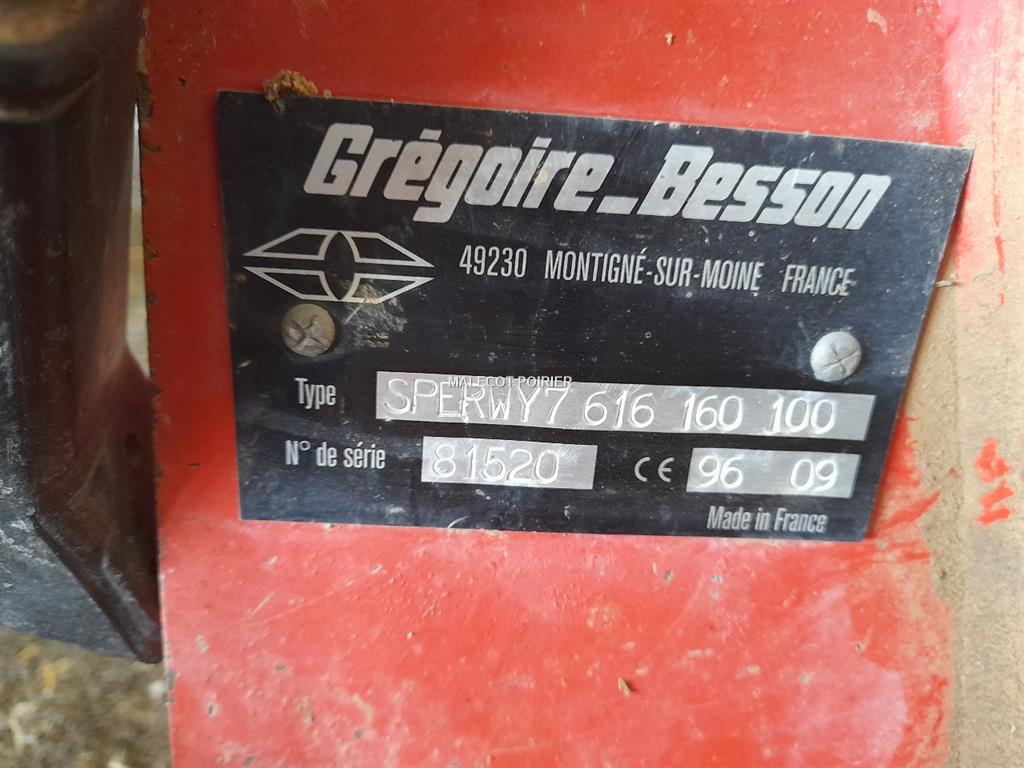 Grégoire_Besson
49230 MONTIGNÉ-SUR-MOINE FRANCE
MALECOT POIRIER
Type SPERWY7 616 160 100
N° de série 81520 CE 96 09
Made in France